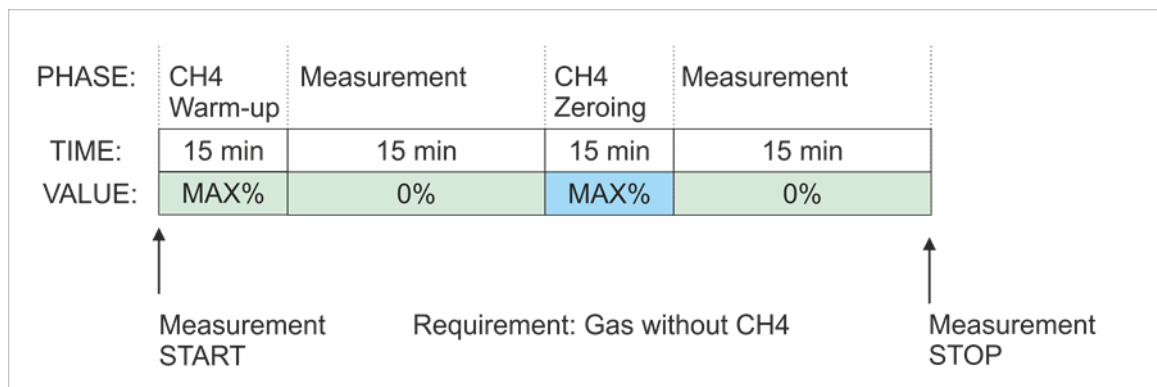 PHASE: CH4 Measurement CH4 Measurement
Warm-up Zeroing
TIME: 15 min 15 min 15 min 15 min
VALUE: MAX% 0% MAX% 0%
Measurement Requirement: Gas without CH4 Measurement
START STOP